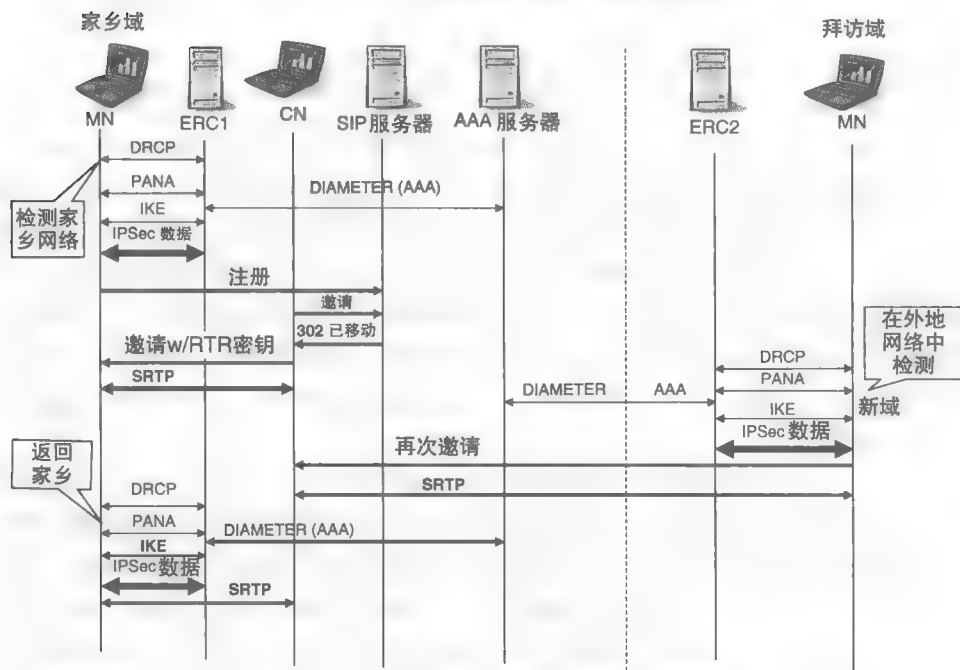 家乡域
拜访域
MN
ERC1
CN
SIP服务器
AAA 服务器
ERC2
MN
DRCP
PANA
DIAMETER (AAA)
IKE
IPSec 数据
检测家
乡网络
注册
邀请
302 已移动
邀请w/RTR密钥
SRTP
在外地
网络中
检测
DRCP
PANA
DIAMETER AAA
IKE
新域
IPSec 数据
再次邀请
SRTP
返回
家乡
DRCP
PANA
DIAMETER (AAA)
IKE
IPSec 数据
SRTP